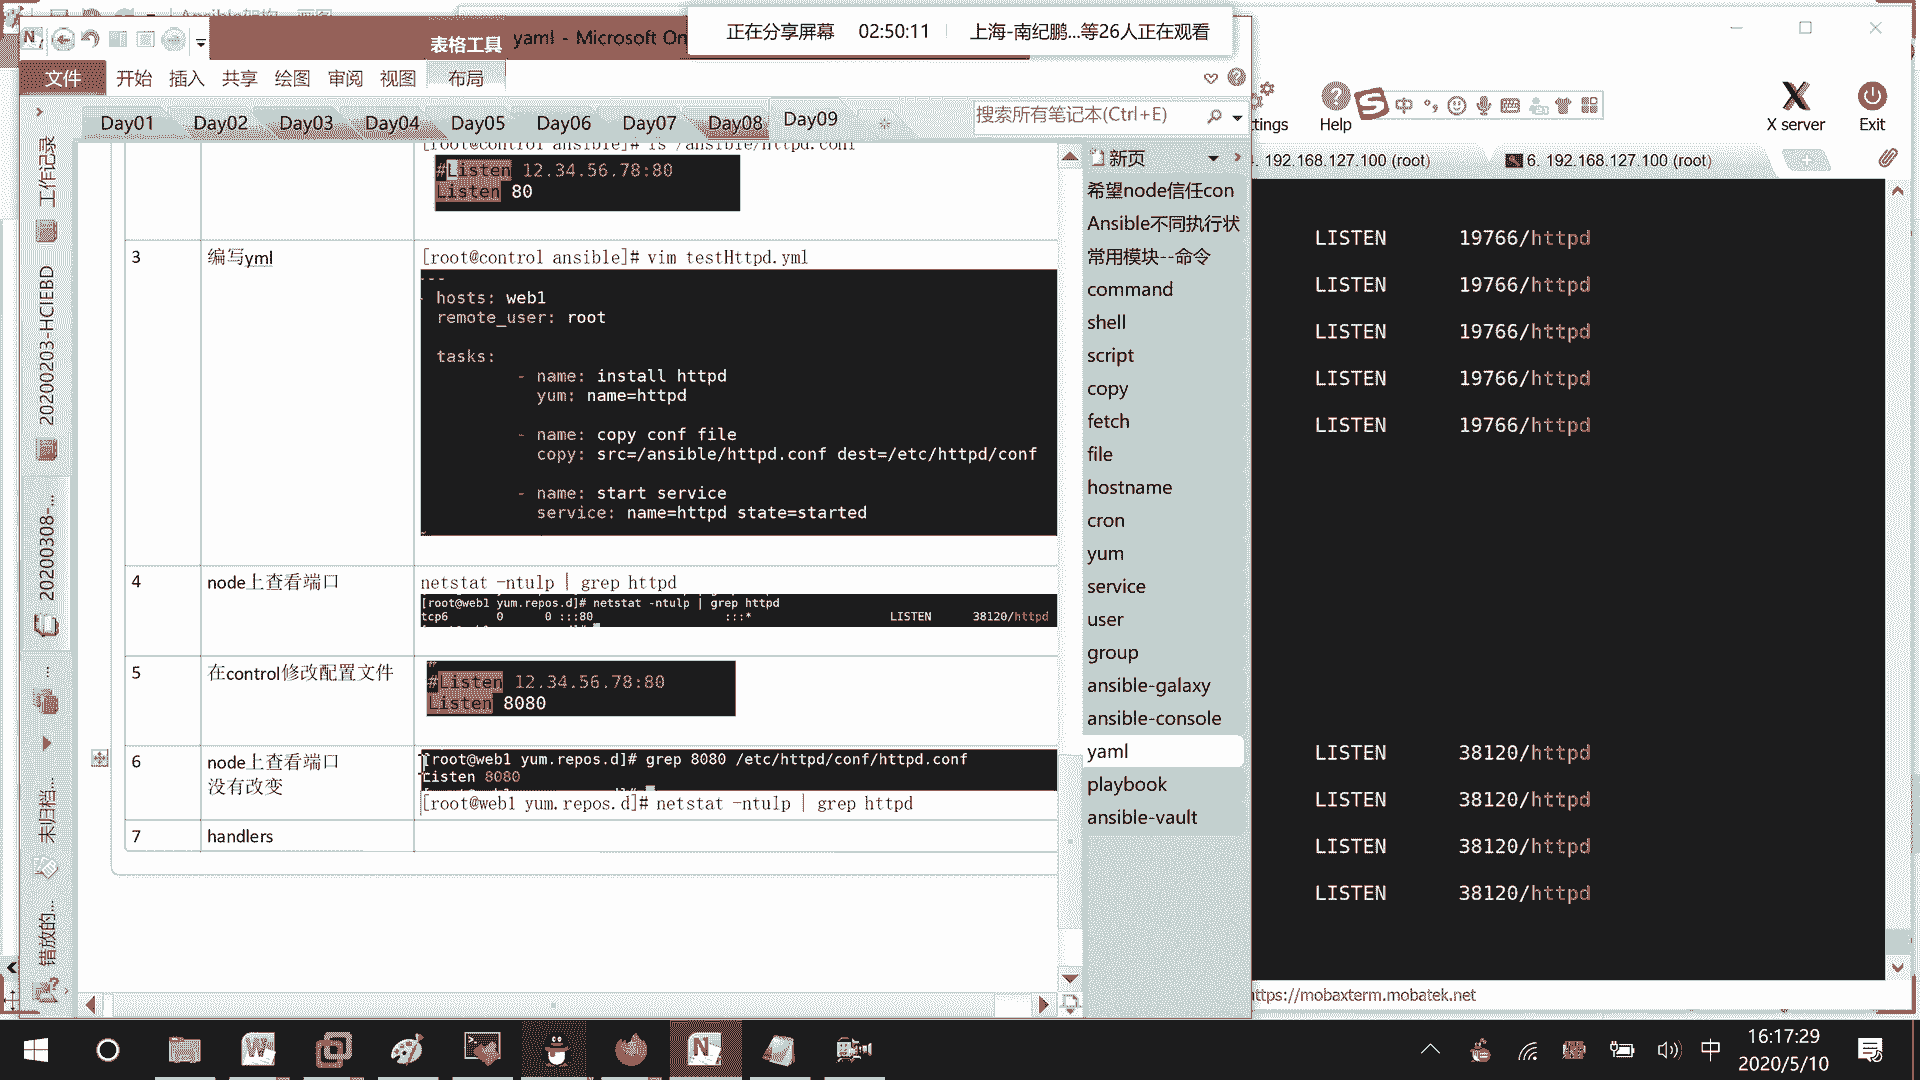 正在分享屏幕 02:50:11 上海-南纪鹏...等26人正在观看
表格工具 yaml - Microsoft On
文件 开始 插入 共享 绘图 审阅 视图 布局
Day01 Day02 Day03 Day04 Day05 Day06 Day07 Day08 Day09
搜索所有笔记本(Ctrl+E)
tings Help X server Exit
中
. 192.168.127.100 (root) 6. 192.168.127.100 (root)
工作记录
20200203-HCIEBD
20200308-...
未归档...
错放的...
[root@control ansible]# ls /ansible/httpd.conf
#Listen 12.34.56.78:80
Listen 80
3 编写yml [root@control ansible]# vim testHttpd.yml
---
- hosts: web1
remote_user: root
tasks:
- name: install httpd
yum: name=httpd
- name: copy conf file
copy: src=/ansible/httpd.conf dest=/etc/httpd/conf
- name: start service
service: name=httpd state=started
4 node上查看端口 netstat -ntulp | grep httpd
[root@web1 yum.repos.d]# netstat -ntulp | grep httpd
tcp6 0 0 :::80 :::* LISTEN 38120/httpd
5 在control修改配置文件
#
#Listen 12.34.56.78:80
Listen 8080
6 node上查看端口
没有改变
[root@web1 yum.repos.d]# grep 8080 /etc/httpd/conf/httpd.conf
Listen 8080
[root@web1 yum.repos.d]# netstat -ntulp | grep httpd
7 handlers
新页
希望node信任con
Ansible不同执行状
常用模块--命令
command
shell
script
copy
fetch
file
hostname
cron
yum
service
user
group
ansible-galaxy
ansible-console
yaml
playbook
ansible-vault
LISTEN 19766/httpd
LISTEN 19766/httpd
LISTEN 19766/httpd
LISTEN 19766/httpd
LISTEN 19766/httpd
LISTEN 38120/httpd
LISTEN 38120/httpd
LISTEN 38120/httpd
LISTEN 38120/httpd
ttps://mobaxterm.mobatek.net
中
16:17:29
2020/5/10